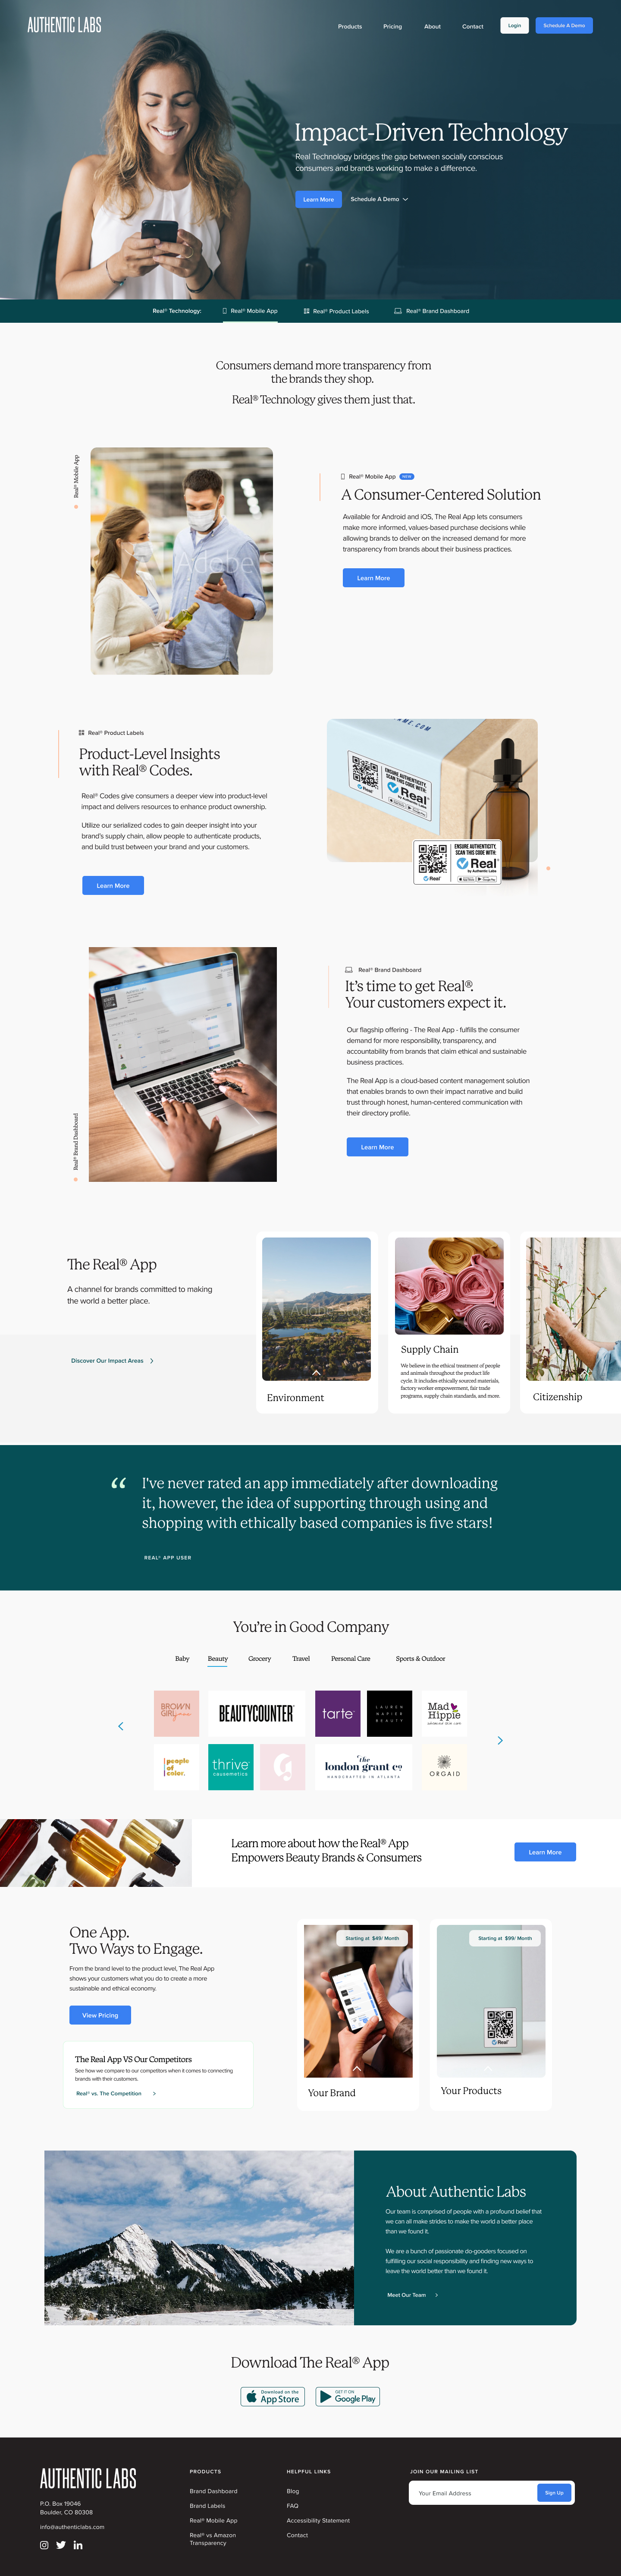 AUTHENTIC LABS
Products
Pricing
About
Contact
Login
Schedule A Demo
Impact-Driven Technology
Real Technology bridges the gap between socially conscious
consumers and brands working to make a difference.
Learn More
Schedule A Demo
Real® Technology:
Real® Mobile App
Real® Product Labels
Real® Brand Dashboard
Consumers demand more transparency from
the brands they shop.
Real® Technology gives them just that.
Real® Mobile App
Adobe
Real® Mobile App
NEW
A Consumer-Centered Solution
Available for Android and iOS, The Real App lets consumers
make more informed, values-based purchase decisions while
allowing brands to deliver on the increased demand for more
transparency from brands about their business practices.
Learn More
Real® Product Labels
Product-Level Insights
with Real® Codes.
Real® Codes give consumers a deeper view into product-level
impact and delivers resources to enhance product ownership.
Utilize our serialized codes to gain deeper insight into your
brand's supply chain, allow people to authenticate products,
and build trust between your brand and your customers.
Learn More
ENSURE AUTHENTICITY,
SCAN THIS CODE WITH:
Real
by Authentic Labs
Real
ENSURE AUTHENTICITY,
SCAN THIS CODE WITH:
Real
by Authentic Labs
Real
Real® Brand Dashboard
Real® Brand Dashboard
It's time to get Real®.
Your customers expect it.
Our flagship offering - The Real App - fulfills the consumer
demand for more responsibility, transparency, and
accountability from brands that claim ethical and sustainable
business practices.
The Real App is a cloud-based content management solution
that enables brands to own their impact narrative and build
trust through honest, human-centered communication with
their directory profile.
Learn More
The Real® App
A channel for brands committed to making
the world a better place.
Discover Our Impact Areas
Environment
Supply Chain
We believe in the ethical treatment of people
and animals throughout the product life
cycle. It includes ethically sourced materials,
factory worker empowerment, fair trade
programs, supply chain standards, and more.
Citizenship
“ I've never rated an app immediately after downloading
it, however, the idea of supporting through using and
shopping with ethically based companies is five stars!
REAL® APP USER
You're in Good Company
Baby
Beauty
Grocery
Travel
Personal Care
Sports & Outdoor
BROWN
GIRL
BEAUTYCOUNTER
tarte
LAUREN
NAPIER
BEAUTY
Mad
Hippie
people
of
color.
thrive
causemetics
the
london grant co.
HANDCRAFTED IN ATLANTA
ORGAID
Learn more about how the Real® App
Empowers Beauty Brands & Consumers
Learn More
One App.
Two Ways to Engage.
From the brand level to the product level, The Real App
shows your customers what you do to create a more
sustainable and ethical economy.
View Pricing
The Real App VS Our Competitors
See how we compare to our competitors when it comes to connecting
brands with their customers.
Real® vs. The Competition
Starting at $49/ Month
Your Brand
Starting at $99/ Month
Real
Your Products
About Authentic Labs
Our team is comprised of people with a profound belief that
we can all make strides to make the world a better place
than we found it.
We are a bunch of passionate do-gooders focused on
fulfilling our social responsibility and finding new ways to
leave the world better than we found it.
Meet Our Team
Download The Real® App
Download on the
App Store
GET IT ON
Google Play
AUTHENTIC LABS
P.O. Box 19046
Boulder, CO 80308
info@authenticlabs.com
PRODUCTS
Brand Dashboard
Brand Labels
Real® Mobile App
Real® vs Amazon
Transparency
HELPFUL LINKS
Blog
FAQ
Accessibility Statement
Contact
JOIN OUR MAILING LIST
Your Email Address
Sign Up